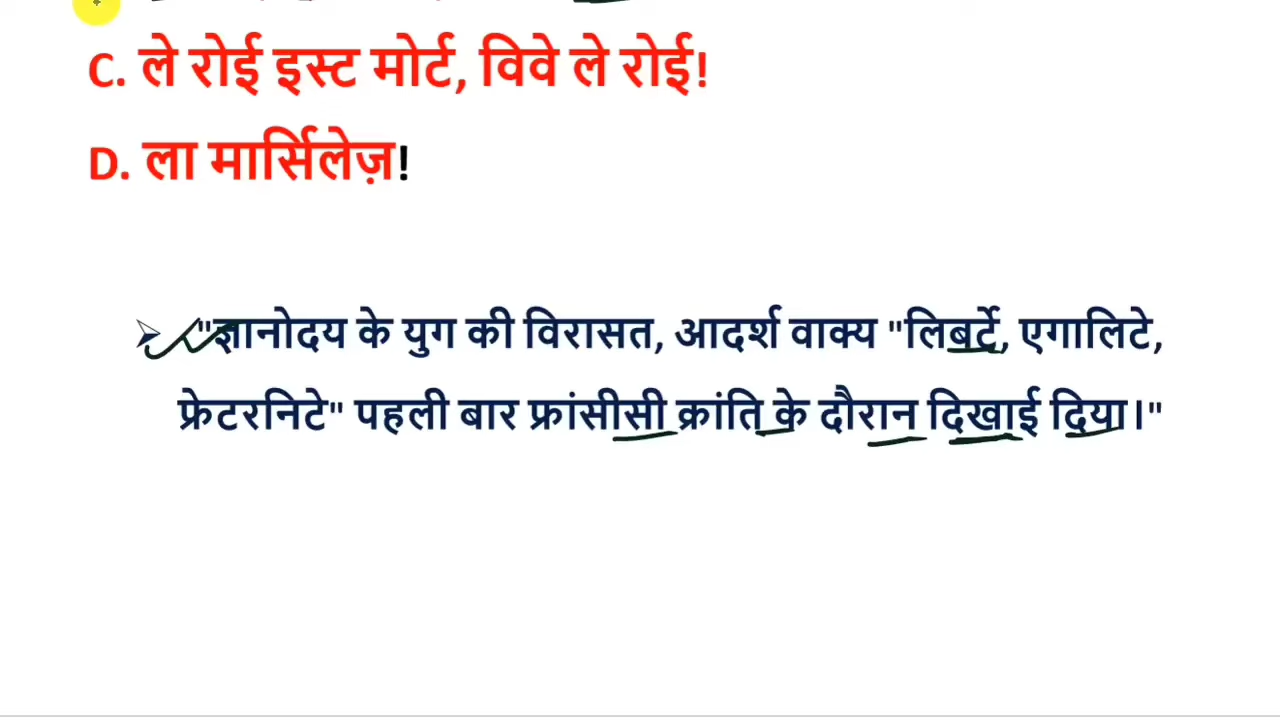 C. ले रोई इस्ट मोर्ट, विवे ले रोई!
D. ला मार्सिलेज़!
"ज्ञानोदय के युग की विरासत, आदर्श वाक्य "लिबर्टे, एगालिटे,
फ्रेटरनिटे" पहली बार फ्रांसीसी क्रांति के दौरान दिखाई दिया।"